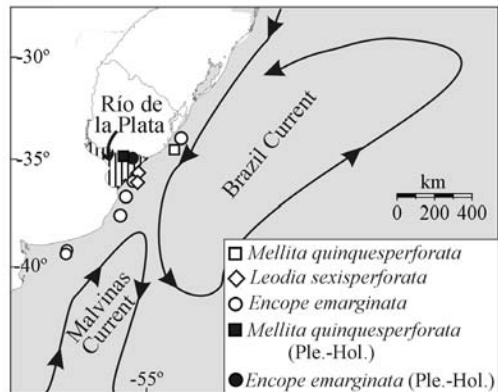 -30º
Río de
la Plata
-35º
Brazil Current
km
0 200 400
-40º
Malvinas
Current
-55º
Mellita quinquesperforata
Leodia sexisperforata
Encope emarginata
Mellita quinquesperforata
(Ple.-Hol.)
Encope emarginata (Ple.-Hol.)